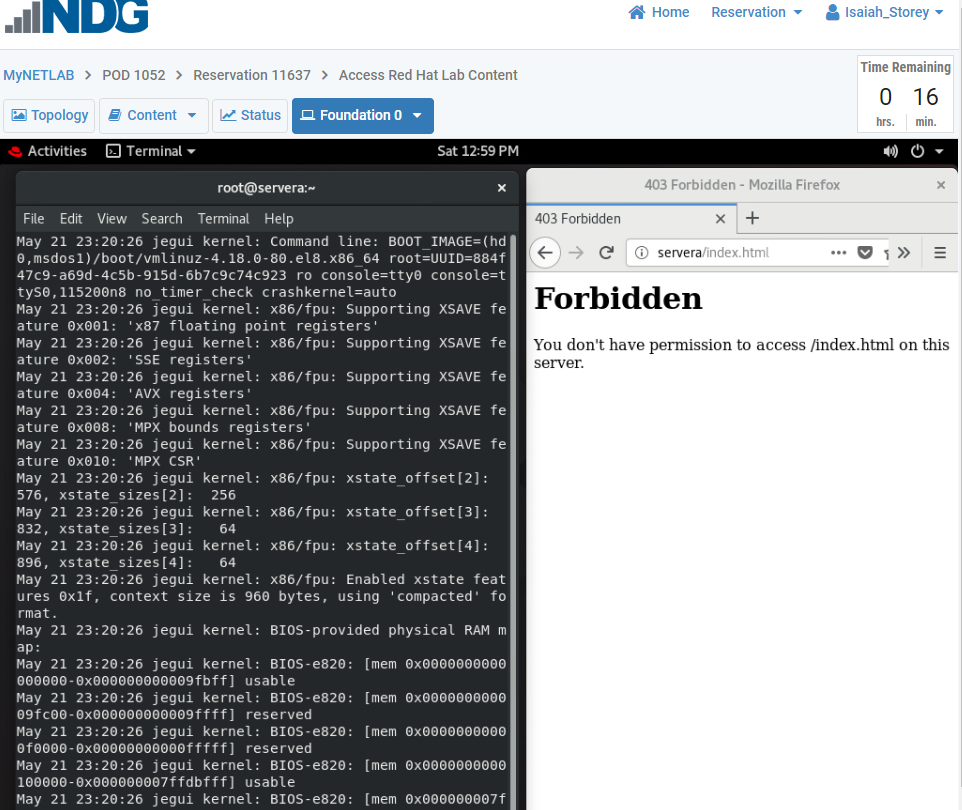 NDG
Home Reservation Isaiah_Storey
MyNETLAB > POD 1052 > Reservation 11637 > Access Red Hat Lab Content
Time Remaining
0 16
hrs. min.
Topology Content Status Foundation 0
Activities Terminal Sat 12:59 PM
root@servera:~
File Edit View Search Terminal Help
May 21 23:20:26 jegui kernel: Command line: BOOT_IMAGE=(hd
0,msdos1)/boot/vmlinuz-4.18.0-80.el8.x86_64 root=UUID=884f
47c9-a69d-4c5b-915d-6b7c9c74c923 ro console=tty0 console=t
tyS0,115200n8 no_timer_check crashkernel=auto
May 21 23:20:26 jegui kernel: x86/fpu: Supporting XSAVE fe
ature 0x001: 'x87 floating point registers'
May 21 23:20:26 jegui kernel: x86/fpu: Supporting XSAVE fe
ature 0x002: 'SSE registers'
May 21 23:20:26 jegui kernel: x86/fpu: Supporting XSAVE fe
ature 0x004: 'AVX registers'
May 21 23:20:26 jegui kernel: x86/fpu: Supporting XSAVE fe
ature 0x008: 'MPX bounds registers'
May 21 23:20:26 jegui kernel: x86/fpu: Supporting XSAVE fe
ature 0x010: 'MPX CSR'
May 21 23:20:26 jegui kernel: x86/fpu: xstate_offset[2]:
576, xstate_sizes[2]:  256
May 21 23:20:26 jegui kernel: x86/fpu: xstate_offset[3]:
832, xstate_sizes[3]:   64
May 21 23:20:26 jegui kernel: x86/fpu: xstate_offset[4]:
896, xstate_sizes[4]:   64
May 21 23:20:26 jegui kernel: x86/fpu: Enabled xstate feat
ures 0x1f, context size is 960 bytes, using 'compacted' fo
rmat.
May 21 23:20:26 jegui kernel: BIOS-provided physical RAM m
ap:
May 21 23:20:26 jegui kernel: BIOS-e820: [mem 0x0000000000
000000-0x000000000009fbff] usable
May 21 23:20:26 jegui kernel: BIOS-e820: [mem 0x0000000000
09fc00-0x000000000009ffff] reserved
May 21 23:20:26 jegui kernel: BIOS-e820: [mem 0x0000000000
0f0000-0x00000000000fffff] reserved
May 21 23:20:26 jegui kernel: BIOS-e820: [mem 0x0000000000
100000-0x000000007ffdbfff] usable
May 21 23:20:26 jegui kernel: BIOS-e820: [mem 0x000000007f
403 Forbidden - Mozilla Firefox
403 Forbidden
servera/index.html
Forbidden
You don't have permission to access /index.html on this
server.